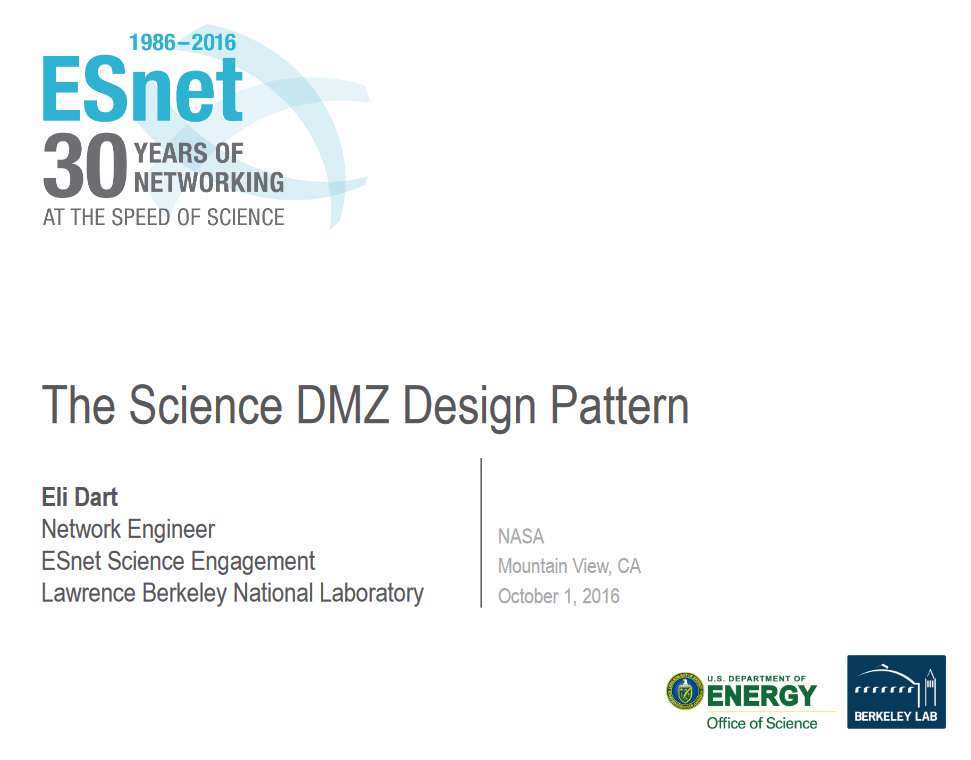 1986–2016
ESnet
30 YEARS OF
NETWORKING
AT THE SPEED OF SCIENCE
The Science DMZ Design Pattern
Eli Dart
Network Engineer
ESnet Science Engagement
Lawrence Berkeley National Laboratory
NASA
Mountain View, CA
October 1, 2016
U.S. DEPARTMENT OF
ENERGY
Office of Science
BERKELEY LAB